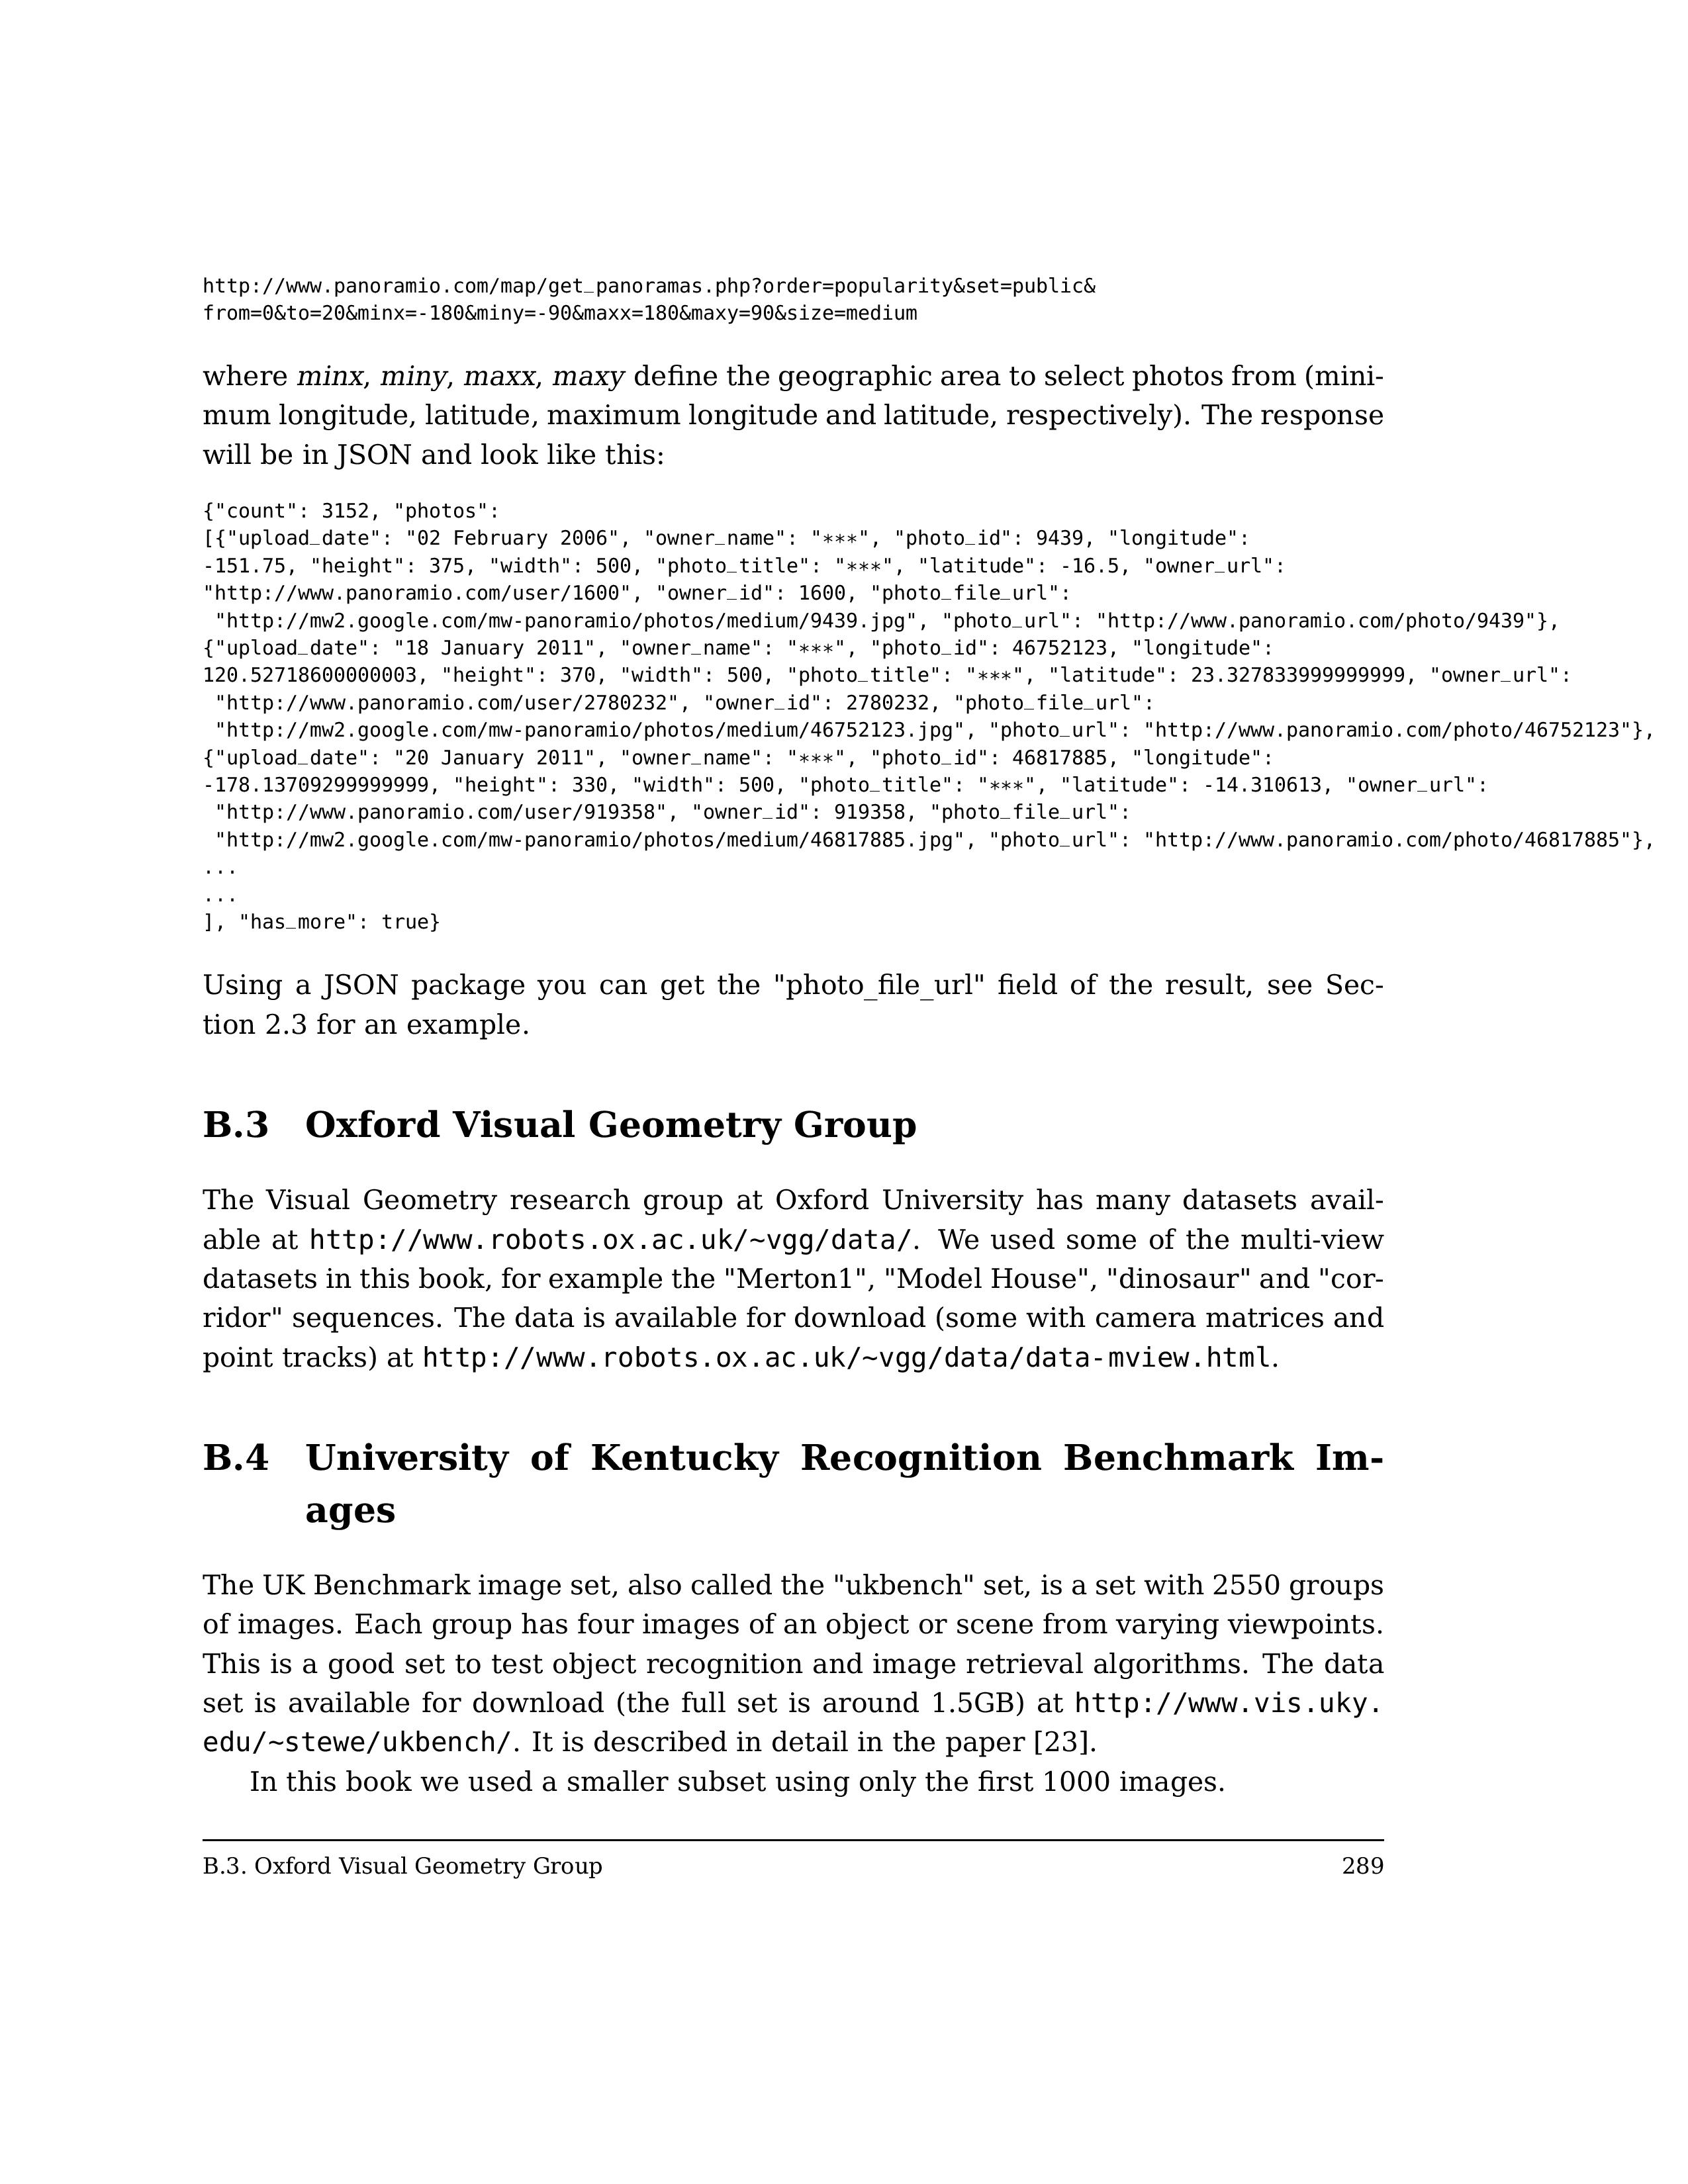 http://www.panoramio.com/map/get_panoramas.php?order=popularity&set=public&
from=0&to=20&minx=-180&miny=-90&maxx=180&maxy=90&size=medium
where minx, miny, maxx, maxy define the geographic area to select photos from (mini-
mum longitude, latitude, maximum longitude and latitude, respectively). The response
will be in JSON and look like this:
{"count": 3152, "photos":
[{"upload_date": "02 February 2006", "owner_name": "***", "photo_id": 9439, "longitude":
-151.75, "height": 375, "width": 500, "photo_title": "***", "latitude": -16.5, "owner_url":
"http://www.panoramio.com/user/1600", "owner_id": 1600, "photo_file_url":
"http://mw2.google.com/mw-panoramio/photos/medium/9439.jpg", "photo_url": "http://www.panoramio.com/photo/9439"},
{"upload_date": "18 January 2011", "owner_name": "***", "photo_id": 46752123, "longitude":
120.52718600000003, "height": 370, "width": 500, "photo_title": "***", "latitude": 23.327833999999999, "owner_url":
"http://www.panoramio.com/user/2780232", "owner_id": 2780232, "photo_file_url":
"http://mw2.google.com/mw-panoramio/photos/medium/46752123.jpg", "photo_url": "http://www.panoramio.com/photo/46752123"},
{"upload_date": "20 January 2011", "owner_name": "***", "photo_id": 46817885, "longitude":
-178.13709299999999, "height": 330, "width": 500, "photo_title": "***", "latitude": -14.310613, "owner_url":
"http://www.panoramio.com/user/919358", "owner_id": 919358, "photo_file_url":
"http://mw2.google.com/mw-panoramio/photos/medium/46817885.jpg", "photo_url": "http://www.panoramio.com/photo/46817885"},
...
...
], "has_more": true}
Using a JSON package you can get the "photo_file_url" field of the result, see Sec-
tion 2.3 for an example.
B.3 Oxford Visual Geometry Group
The Visual Geometry research group at Oxford University has many datasets avail-
able at http://www.robots.ox.ac.uk/~vgg/data/. We used some of the multi-view
datasets in this book, for example the "Merton1", "Model House", "dinosaur" and "cor-
ridor" sequences. The data is available for download (some with camera matrices and
point tracks) at http://www.robots.ox.ac.uk/~vgg/data/data-mview.html.
B.4 University of Kentucky Recognition Benchmark Im-
ages
The UK Benchmark image set, also called the "ukbench" set, is a set with 2550 groups
of images. Each group has four images of an object or scene from varying viewpoints.
This is a good set to test object recognition and image retrieval algorithms. The data
set is available for download (the full set is around 1.5GB) at http://www.vis.uky.
edu/~stewe/ukbench/. It is described in detail in the paper [23].
In this book we used a smaller subset using only the first 1000 images.
B.3. Oxford Visual Geometry Group 289